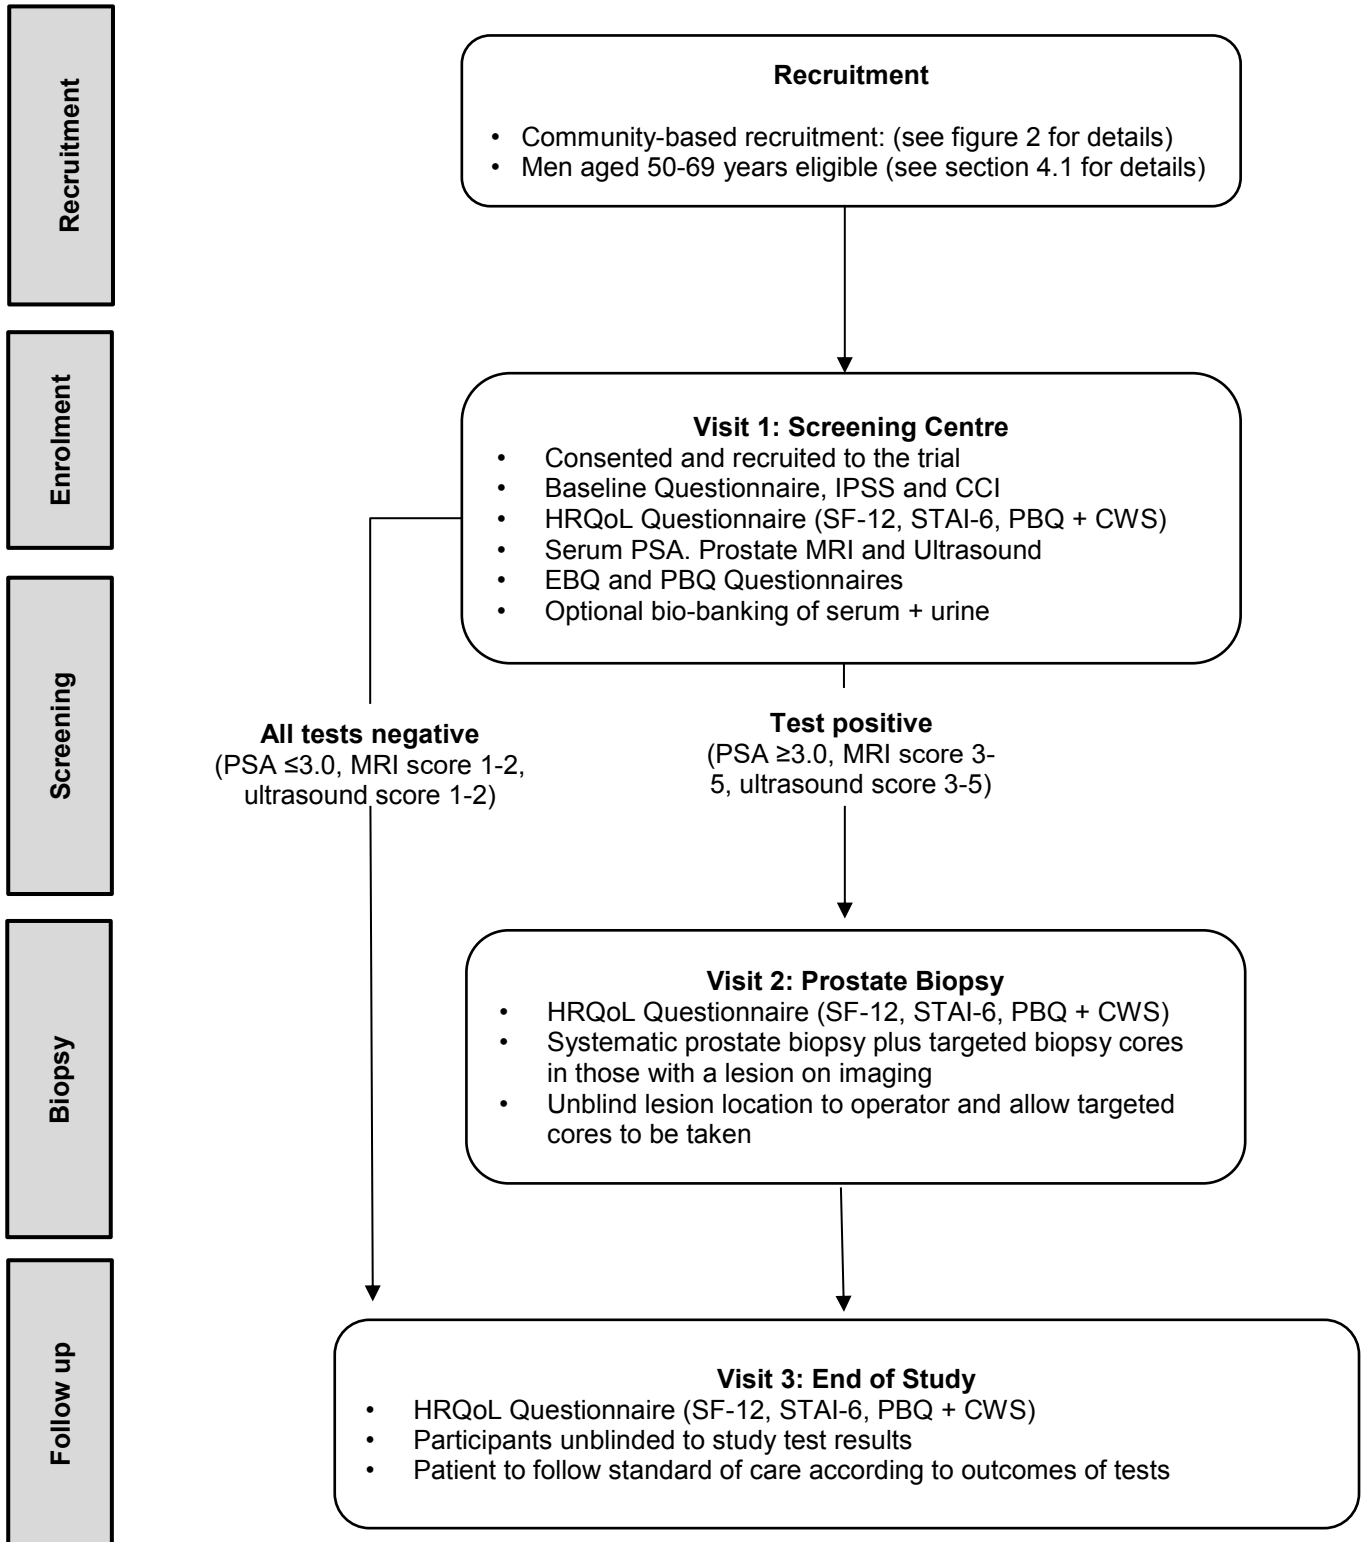 Recruitment
Recruitment
• Community-based recruitment: (see figure 2 for details)
• Men aged 50-69 years eligible (see section 4.1 for details)
Enrolment
Visit 1: Screening Centre
• Consented and recruited to the trial
• Baseline Questionnaire, IPSS and CCI
• HRQoL Questionnaire (SF-12, STAI-6, PBQ + CWS)
• Serum PSA. Prostate MRI and Ultrasound
• EBQ and PBQ Questionnaires
• Optional bio-banking of serum + urine
Screening
All tests negative
(PSA ≤3.0, MRI score 1-2,
ultrasound score 1-2)
Test positive
(PSA ≥3.0, MRI score 3-
5, ultrasound score 3-5)
Biopsy
Visit 2: Prostate Biopsy
• HRQoL Questionnaire (SF-12, STAI-6, PBQ + CWS)
• Systematic prostate biopsy plus targeted biopsy cores
in those with a lesion on imaging
• Unblind lesion location to operator and allow targeted
cores to be taken
Follow up
Visit 3: End of Study
• HRQoL Questionnaire (SF-12, STAI-6, PBQ + CWS)
• Participants unblinded to study test results
• Patient to follow standard of care according to outcomes of tests